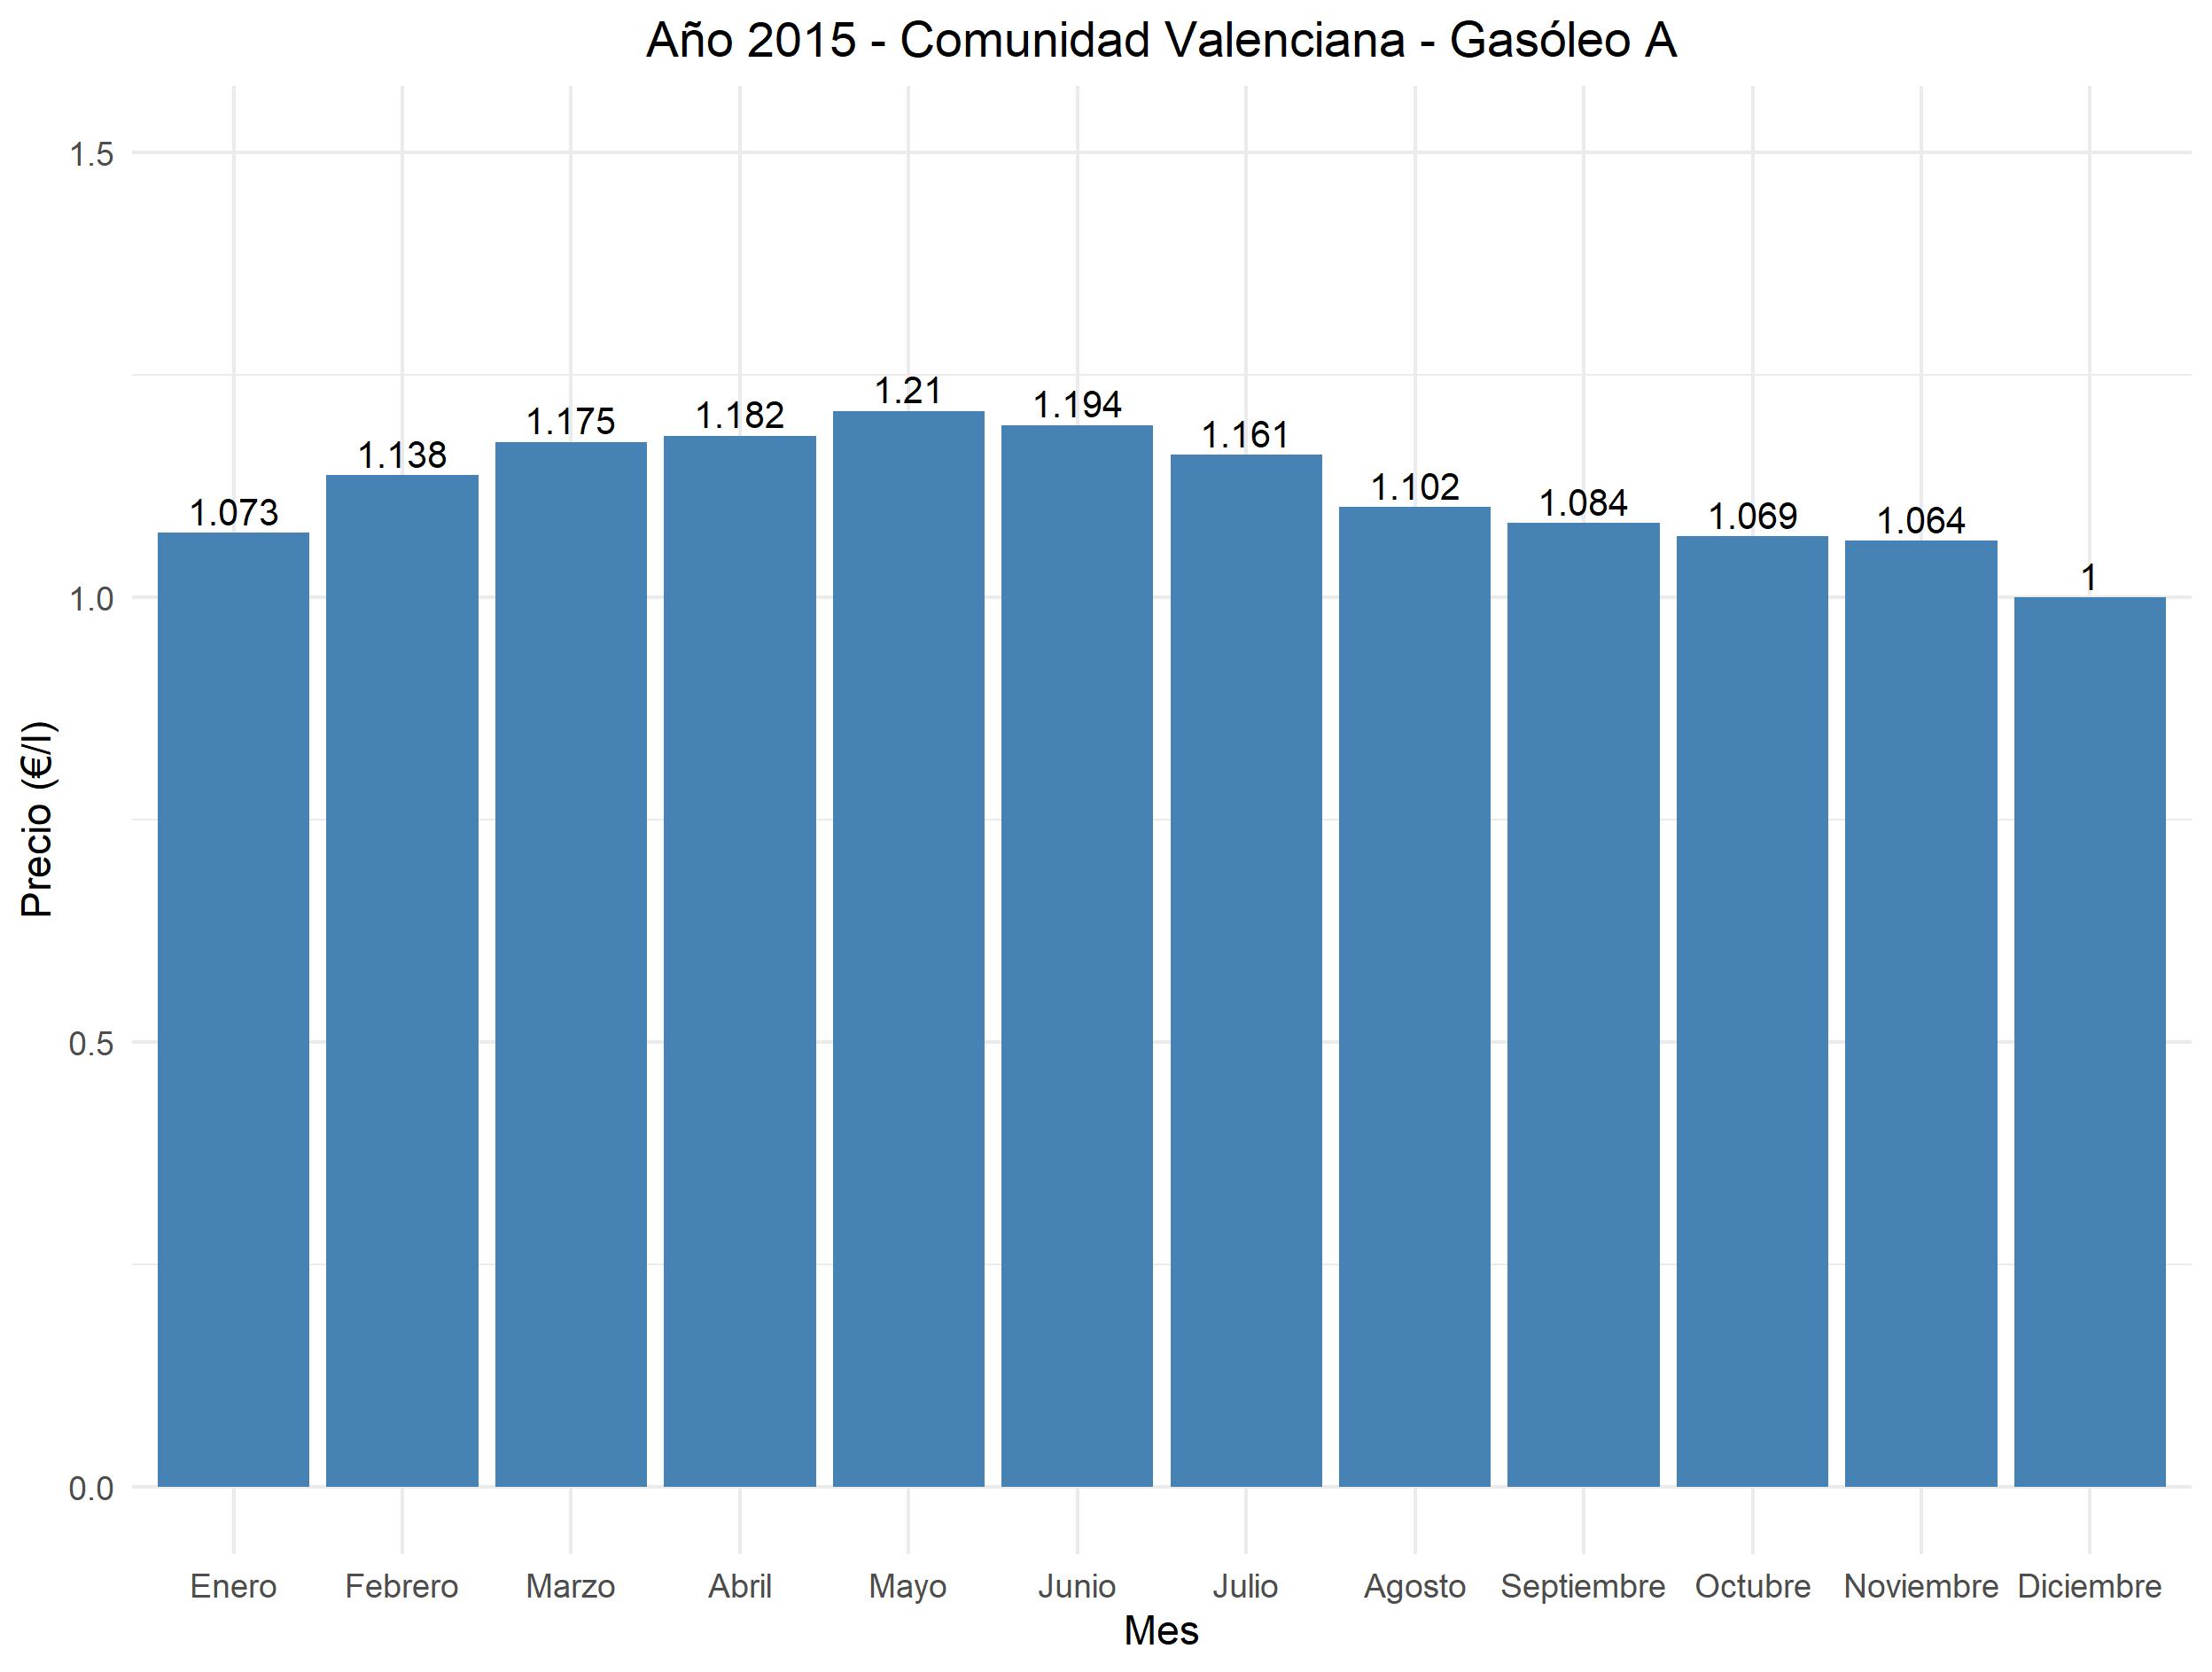 Año 2015 - Comunidad Valenciana - Gasóleo A
1.5
1.0
0.5
0.0
Precio (€/l)
1.073
1.138
1.175
1.182
1.21
1.194
1.161
1.102
1.084
1.069
1.064
1
Enero
Febrero
Marzo
Abril
Mayo
Junio
Julio
Agosto
Septiembre
Octubre
Noviembre
Diciembre
Mes